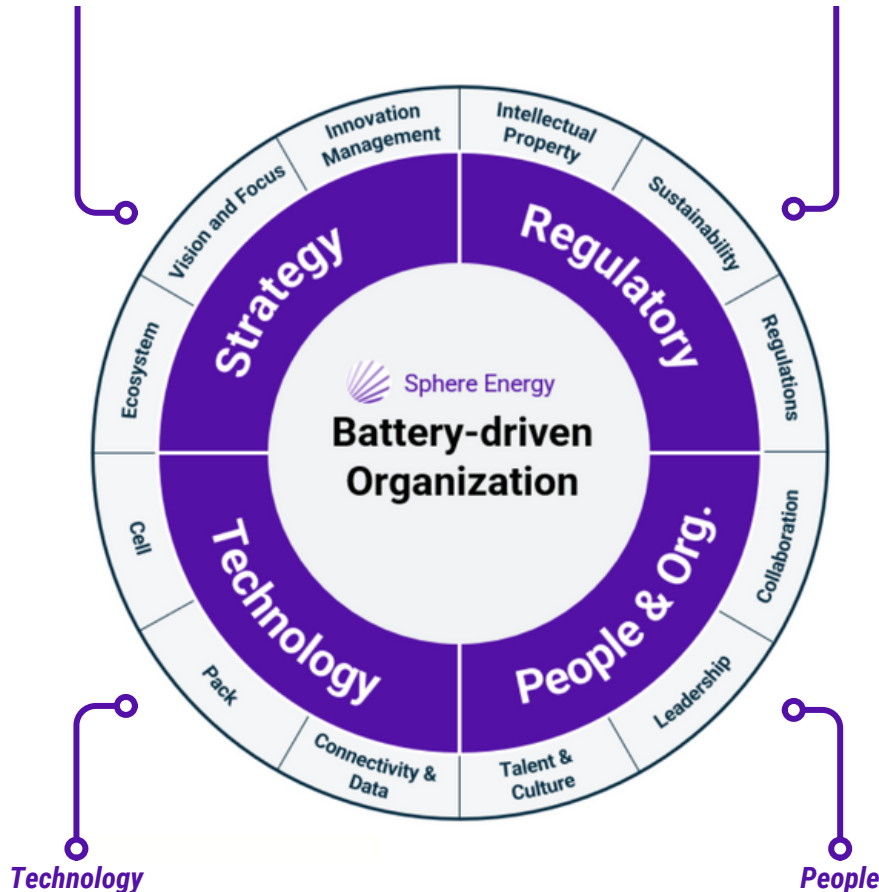 Innovation
Management
Intellectual
Property
Vision and Focus
Sustainability
Strategy
Regulatory
Ecosystem
Regulations
Sphere Energy
Battery-driven
Organization
Cell
Technology
People & Org.
Collaboration
Pack
Leadership
Connectivity &
Data
Talent &
Culture
Technology
People